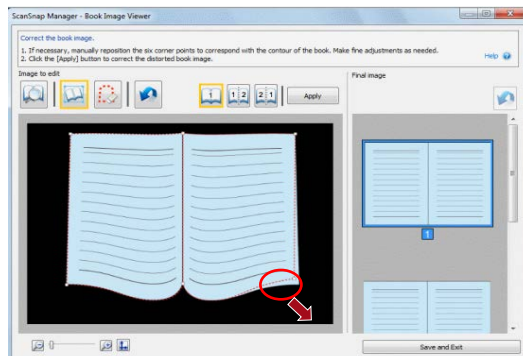 ScanSnap Manager - Book Image Viewer
Correct the book image.
1. If necessary, manually reposition the six corner points to correspond with the contour of the book. Make fine adjustments as needed.
2. Click the [Apply] button to correct the distorted book image.
Help
Image to edit
Final image
1
1 2
2 1
Apply
1
Save and Exit